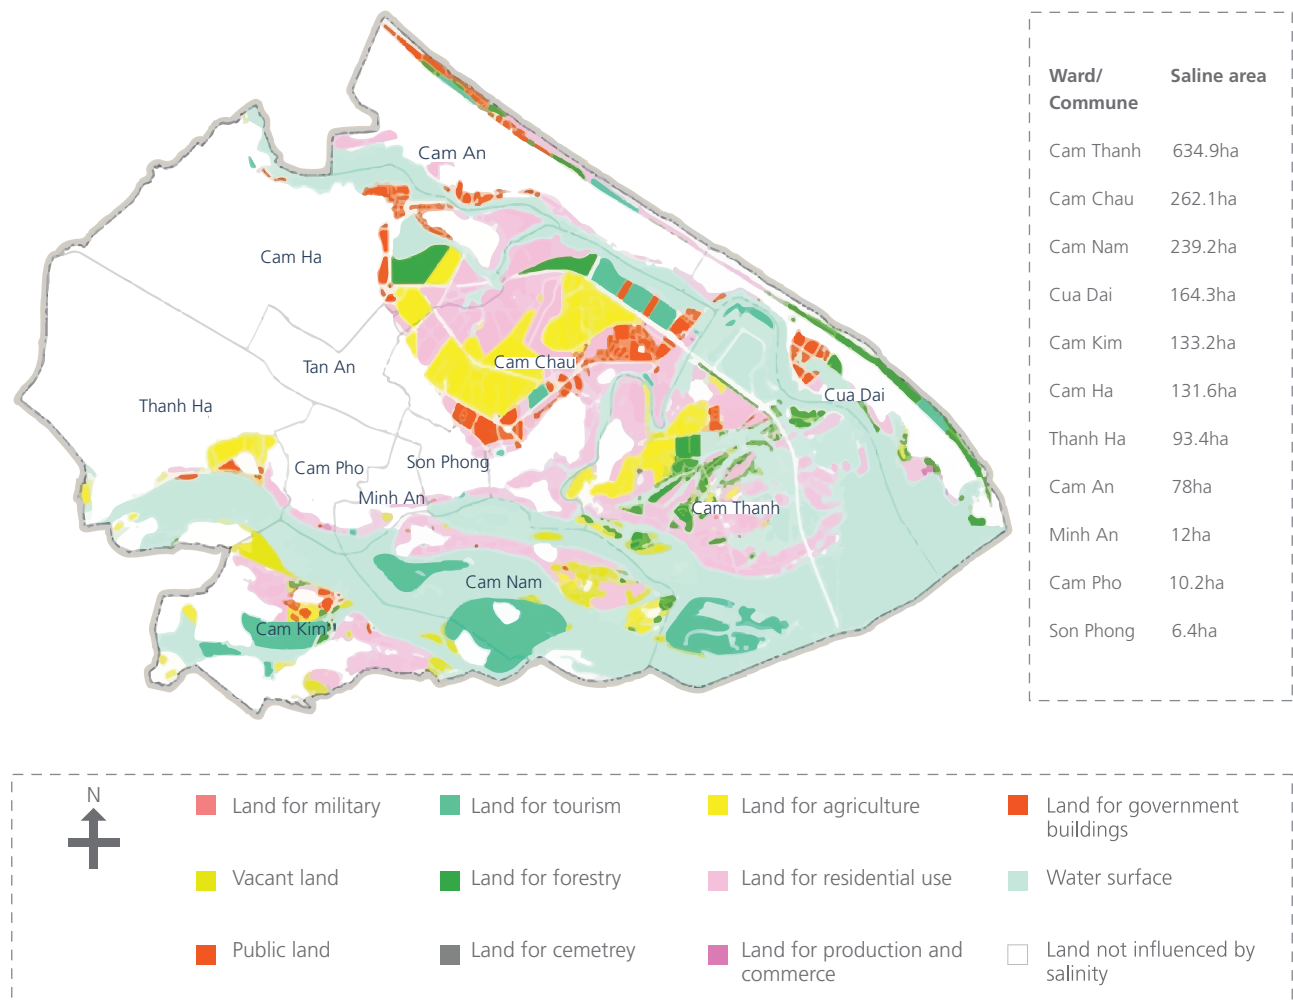 Cam An
Cam Ha
Tan An
Cam Chau
Cua Dai
Thanh Ha
Cam Pho
Son Phong
Minh An
Cam Thanh
Cam Nam
Cam Kim
Ward/ Saline area
Commune
Cam Thanh 634.9ha
Cam Chau 262.1ha
Cam Nam 239.2ha
Cua Dai 164.3ha
Cam Kim 133.2ha
Cam Ha 131.6ha
Thanh Ha 93.4ha
Cam An 78ha
Minh An 12ha
Cam Pho 10.2ha
Son Phong 6.4ha
N
Land for military
Land for tourism
Land for agriculture
Land for government
buildings
Vacant land
Land for forestry
Land for residential use
Water surface
Public land
Land for cemetrey
Land for production and
commerce
Land not influenced by
salinity